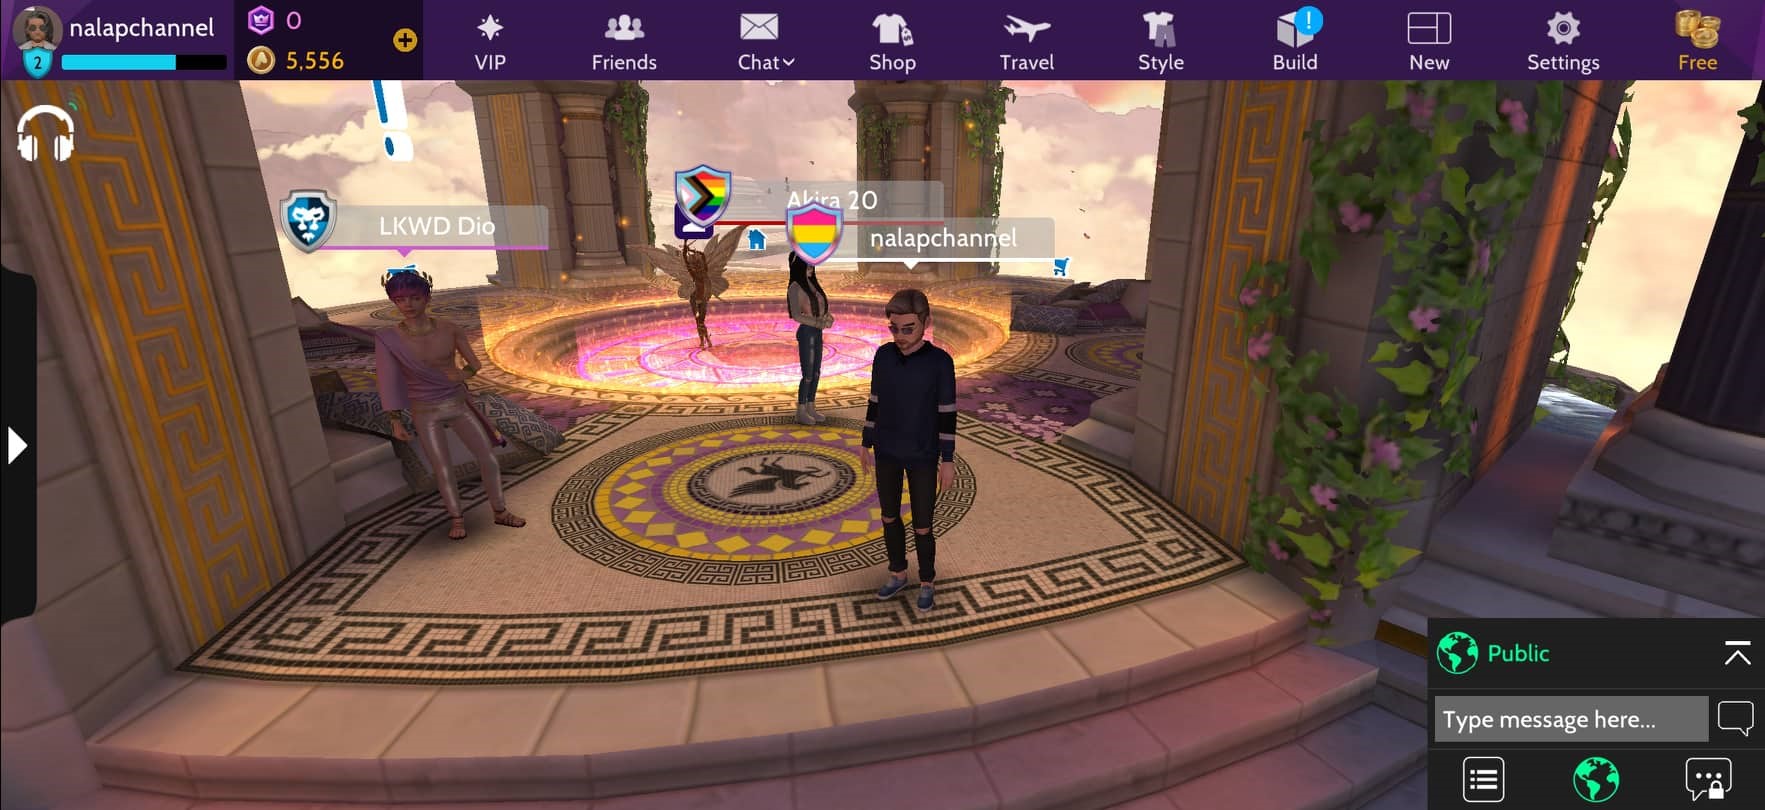 nalapchannel
2
0
5,556
VIP
Friends
Chat
Shop
Travel
Style
Build
New
Settings
Free
LKWD Dio
Akira 20
nalapchannel
Public
Type message here...